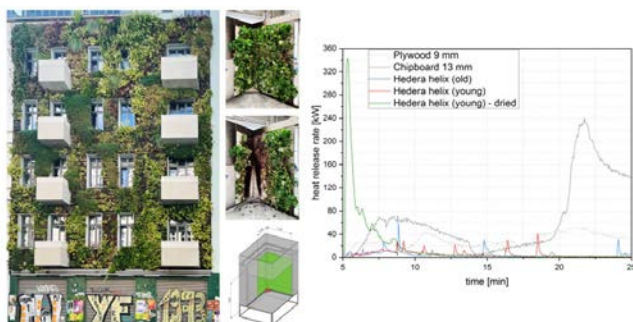 360
320
280
240
200
160
120
80
40
0
heat release rate [kW]
Plywood 9 mm
Chipboard 13 mm
Hedera helix (old)
Hedera helix (young)
Hedera helix (young) - dried
5
10
15
20
25
time [min]